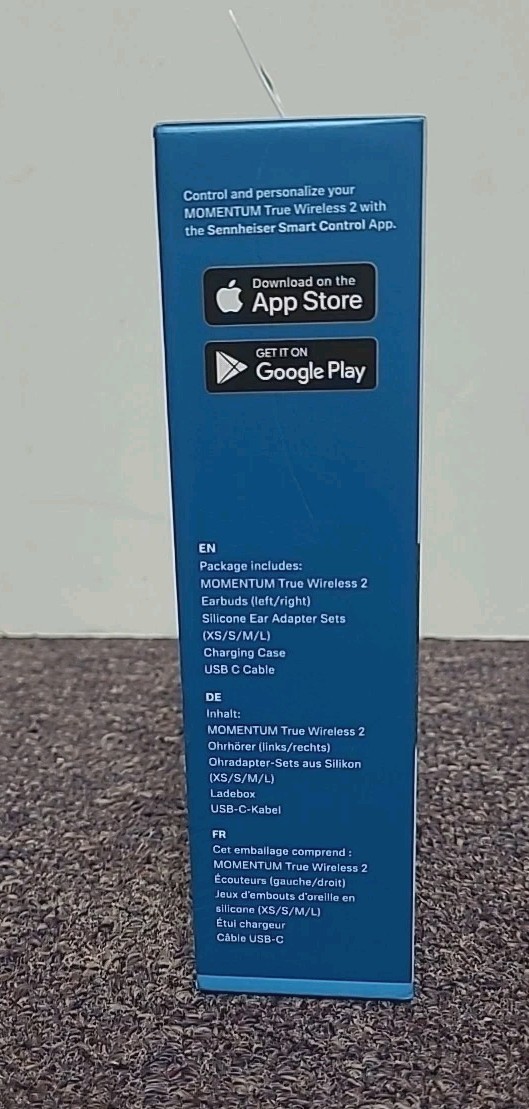 Control and personalize your
MOMENTUM True Wireless 2 with
the Sennheiser Smart Control App.
Download on the
App Store
GET IT ON
Google Play
EN
Package includes:
MOMENTUM True Wireless 2
Earbuds (left/right)
Silicone Ear Adapter Sets
(XS/S/M/L)
Charging Case
USB C Cable
DE
Inhalt:
MOMENTUM True Wireless 2
Ohrhörer (links/rechts)
Ohradapter-Sets aus Silikon
(XS/S/M/L)
Ladebox
USB-C-Kabel
FR
Cet emballage comprend :
MOMENTUM True Wireless 2
Écouteurs (gauche/droit)
Jeux d'embouts d'oreille en
silicone (XS/S/M/L)
Étui chargeur
Câble USB-C